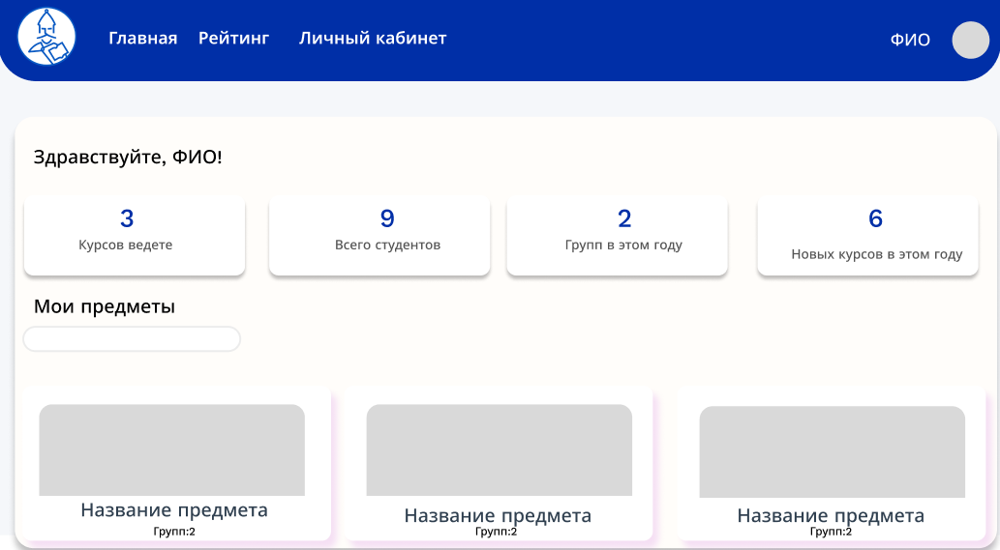 Главная Рейтинг Личный кабинет ФИО
Здравствуйте, ФИО!
3 9 2 6
Курсов ведете Всего студентов Групп в этом году Новых курсов в этом году
Мои предметы
Название предмета Название предмета Название предмета
Групп:2 Групп:2 Групп:2